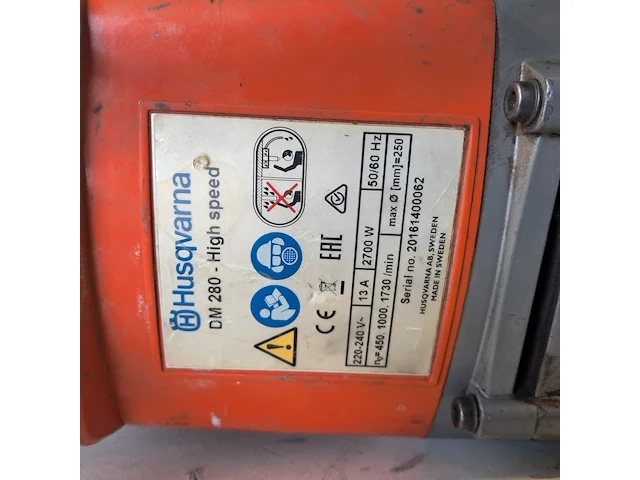 Husqvarna
DM 280 - High speed
CE EAC
220-240 V~ 13 A 2700 W 50/60 Hz
n₀= 450, 1000, 1730 /min max Ø [mm]=250
Serial no. 20161400062
HUSQVARNA AB, SWEDEN
MADE IN SWEDEN